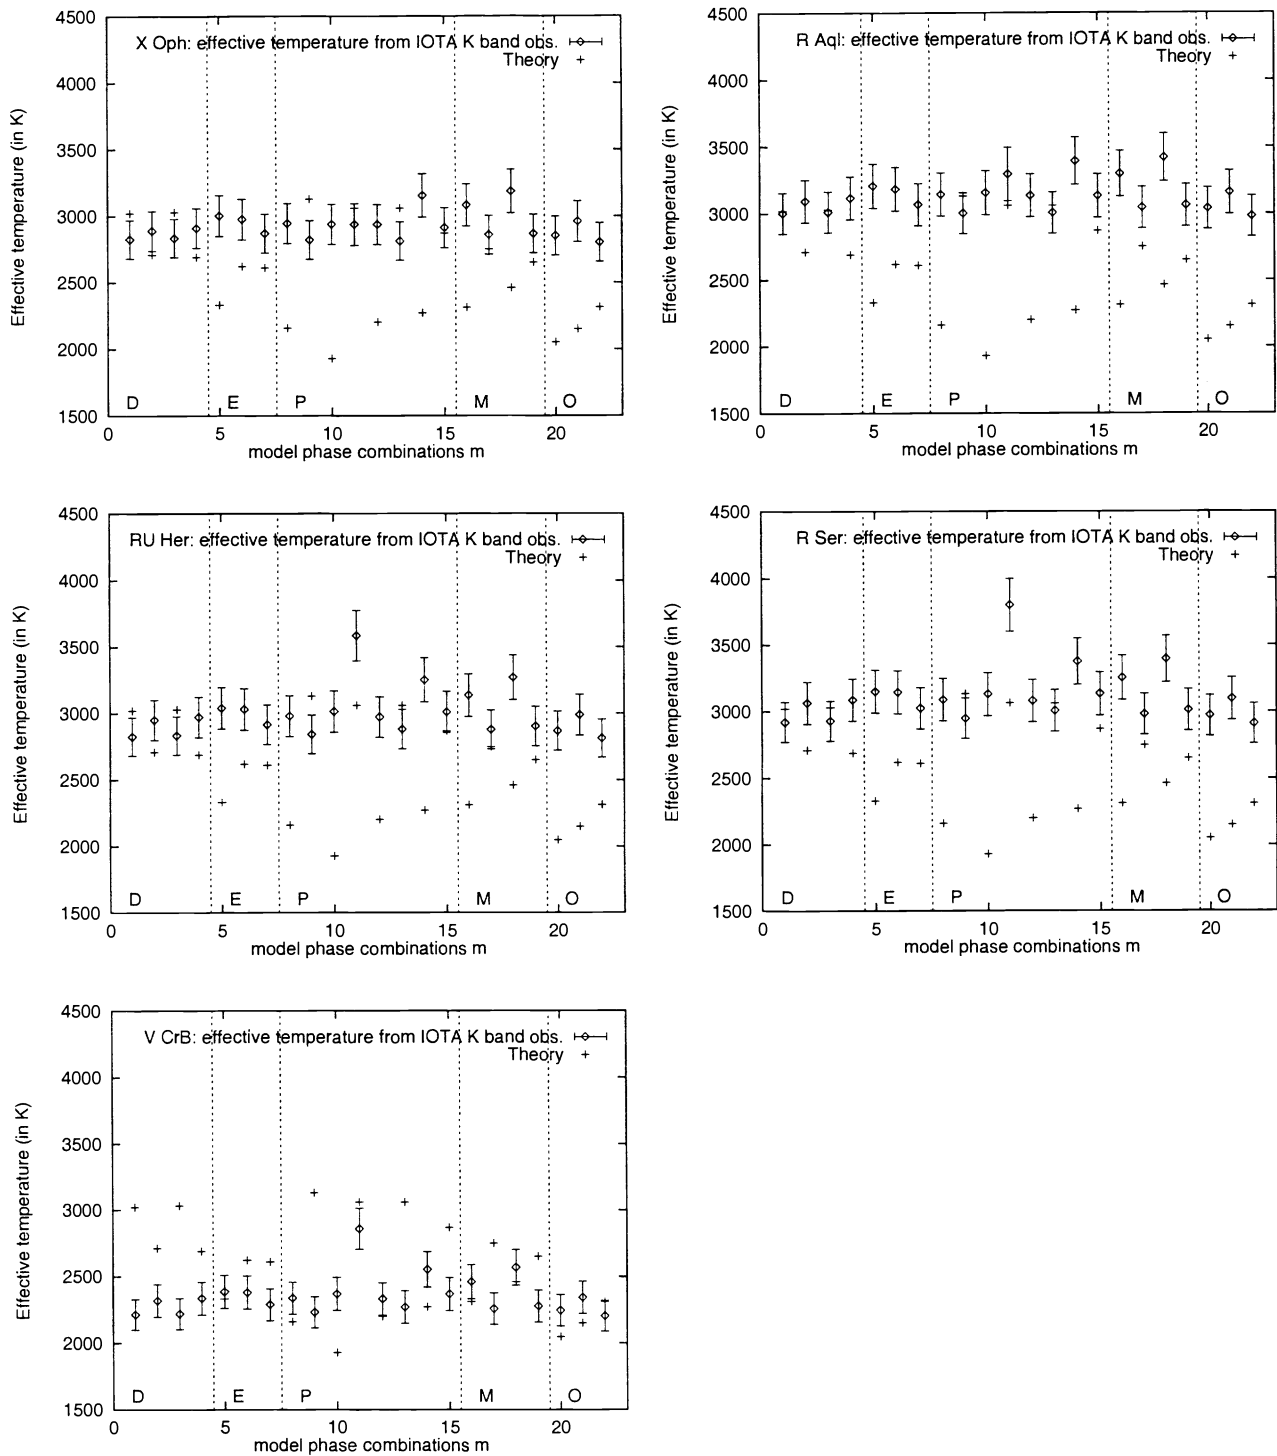 X Oph: effective temperature from IOTA K band obs.
Theory
Effective temperature (in K)
4500
4000
3500
3000
2500
2000
1500
D E P M O
0 5 10 15 20
model phase combinations m
R Aql: effective temperature from IOTA K band obs.
Theory
Effective temperature (in K)
4500
4000
3500
3000
2500
2000
1500
D E P M O
0 5 10 15 20
model phase combinations m
RU Her: effective temperature from IOTA K band obs.
Theory
Effective temperature (in K)
4500
4000
3500
3000
2500
2000
1500
D E P M O
0 5 10 15 20
model phase combinations m
R Ser: effective temperature from IOTA K band obs.
Theory
Effective temperature (in K)
4500
4000
3500
3000
2500
2000
1500
D E P M O
0 5 10 15 20
model phase combinations m
V CrB: effective temperature from IOTA K band obs.
Theory
Effective temperature (in K)
4500
4000
3500
3000
2500
2000
1500
D E P M O
0 5 10 15 20
model phase combinations m